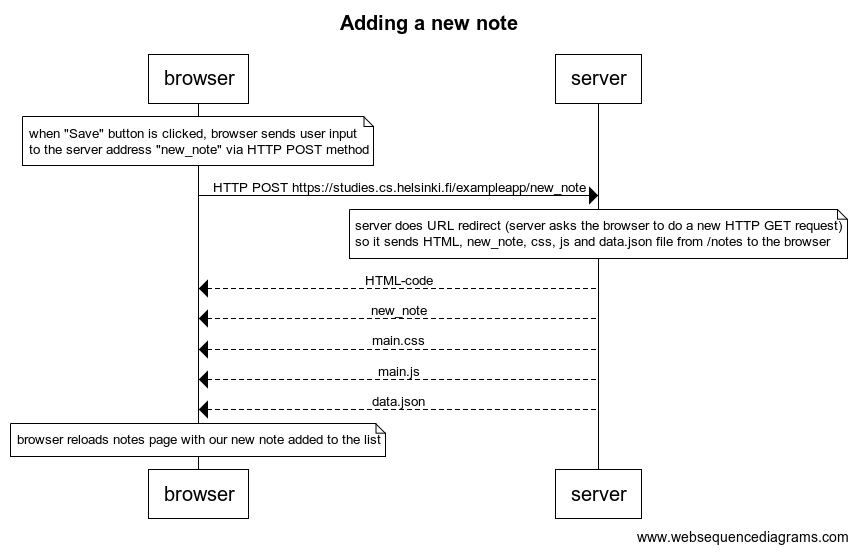 Adding a new note
browser
server
when "Save" button is clicked, browser sends user input
to the server address "new_note" via HTTP POST method
HTTP POST https://studies.cs.helsinki.fi/exampleapp/new_note
server does URL redirect (server asks the browser to do a new HTTP GET request)
so it sends HTML, new_note, css, js and data.json file from /notes to the browser
HTML-code
new_note
main.css
main.js
data.json
browser reloads notes page with our new note added to the list
browser
server
www.websequencediagrams.com